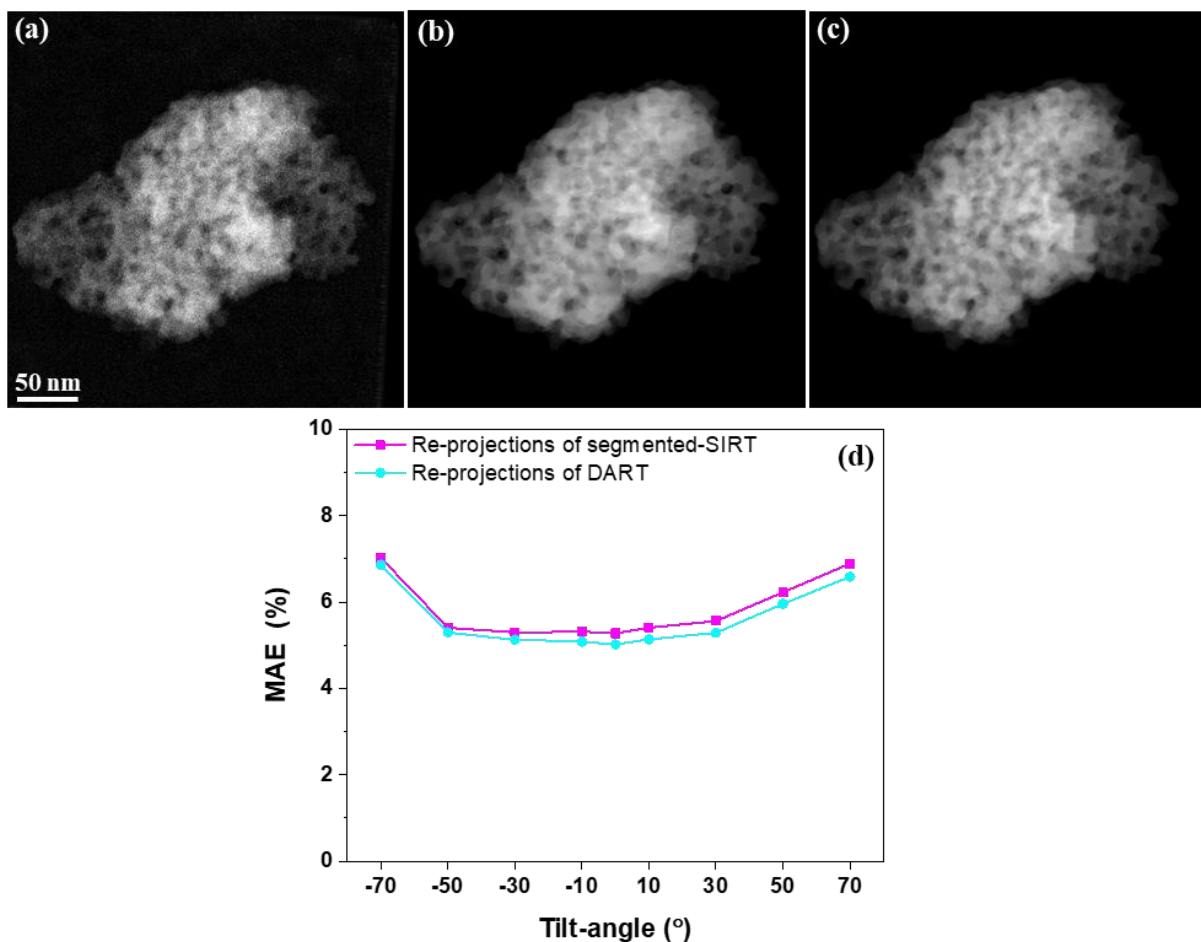 (a)
(b)
(c)
50 nm
Re-projections of segmented-SIRT
Re-projections of DART
(d)
MAE (%)
10
8
6
4
2
0
-70 -50 -30 -10 10 30 50 70
Tilt-angle (°)